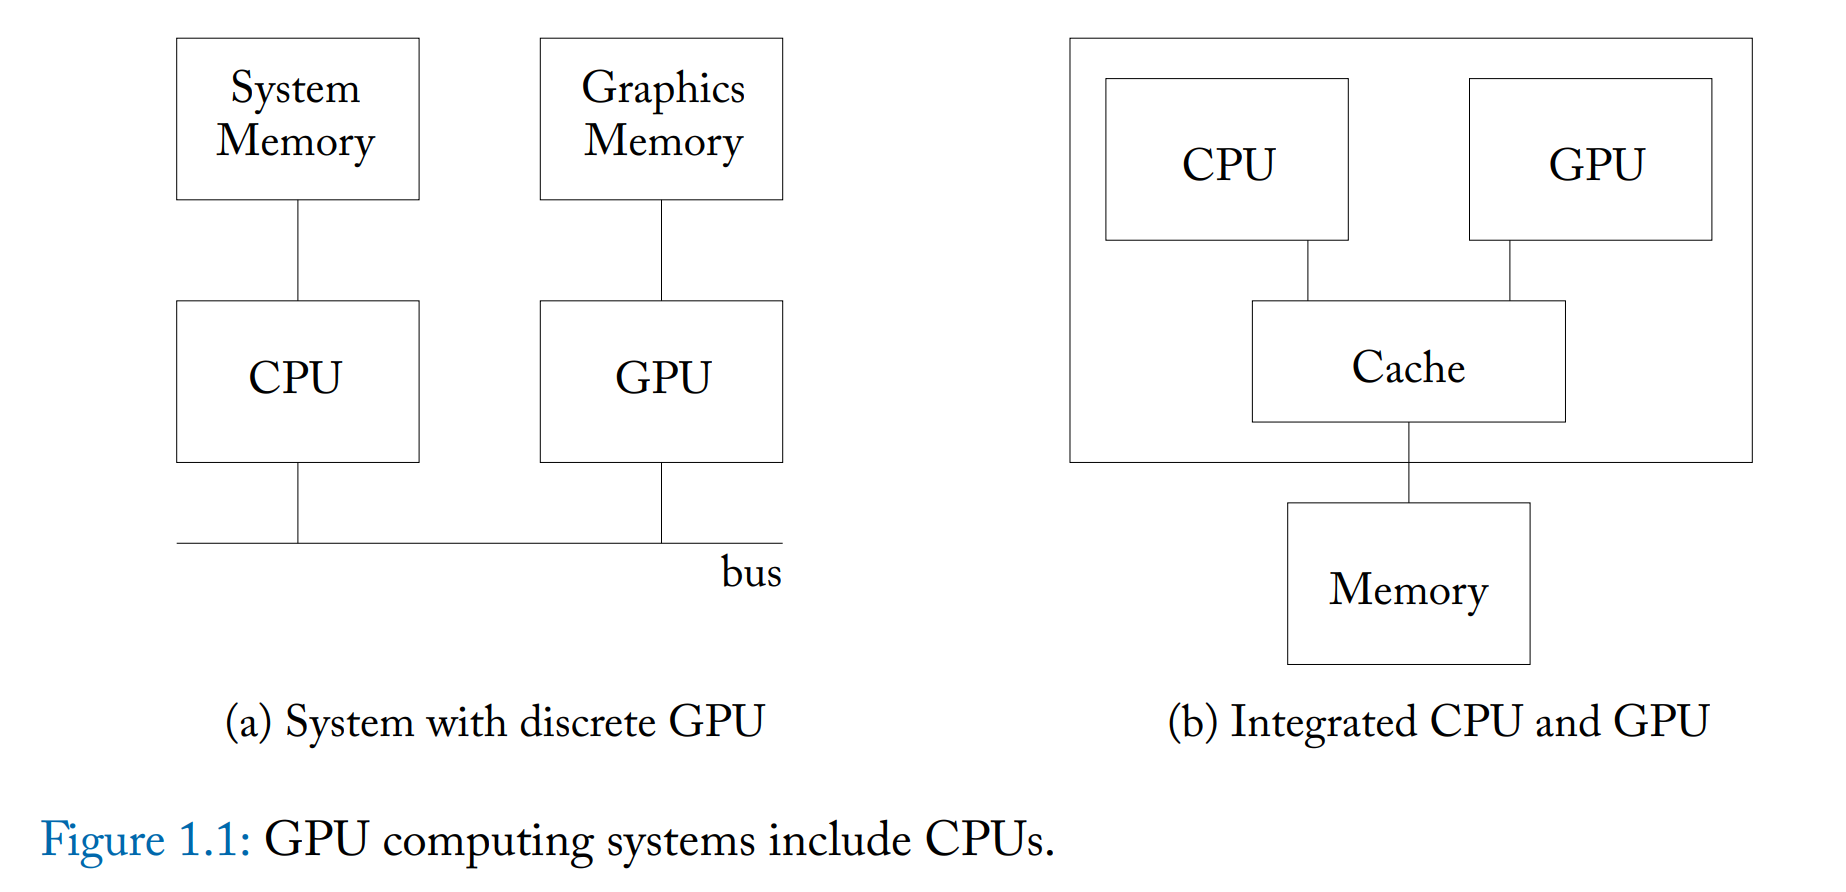 System
Memory
Graphics
Memory
CPU
GPU
bus
(a) System with discrete GPU
CPU
GPU
Cache
Memory
(b) Integrated CPU and GPU
Figure 1.1: GPU computing systems include CPUs.